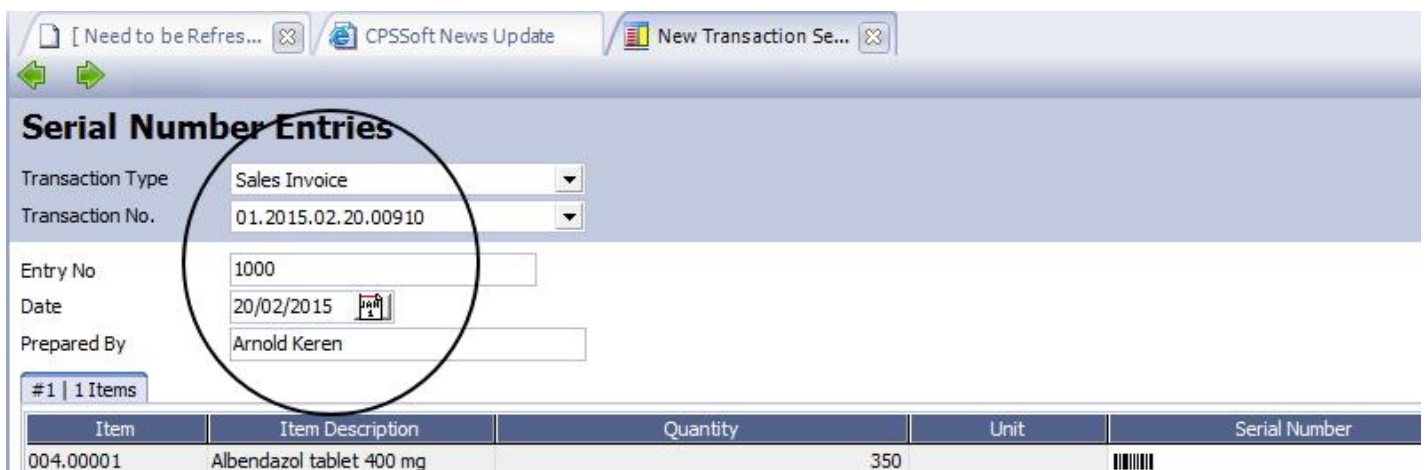 [ Need to be Refres... CPSSoft News Update New Transaction Se...
Serial Number Entries
Transaction Type Sales Invoice
Transaction No. 01.2015.02.20.00910
Entry No 1000
Date 20/02/2015 JAN 1
Prepared By Arnold Keren
#1 | 1 Items
Item Item Description Quantity Unit Serial Number
004.00001 Albendazol tablet 400 mg 350